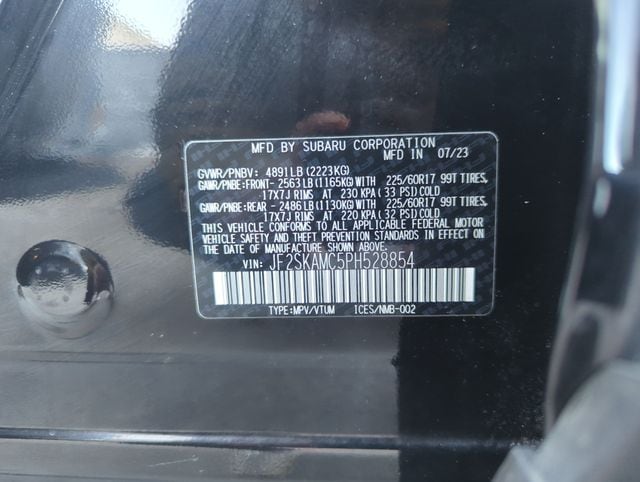 MFD BY SUBARU CORPORATION
MFD IN 07/23
GVWR/PNBV: 4891LB(2223KG)
GAWR/PNBE:FRONT- 2563LB(1165KG)WITH 225/60R17 99T TIRES,
17X7J RIMS AT 230 KPA(33 PSI)COLD
GAWR/PNBE:REAR -2486LB(1130KG)WITH 225/60R17 99T TIRES,
17X7J RIMS AT 220 KPA(32 PSI)COLD
THIS VEHICLE CONFORMS TO ALL APPLICABLE FEDERAL MOTOR
VEHICLE SAFETY AND THEFT PREVENTION STANDARDS IN EFFECT ON
THE DATE OF MANUFACTURE SHOWN ABOVE.
VIN: JF2SKAMC5PH528854
TYPE:MPV/VTUM ICES/NMB-002